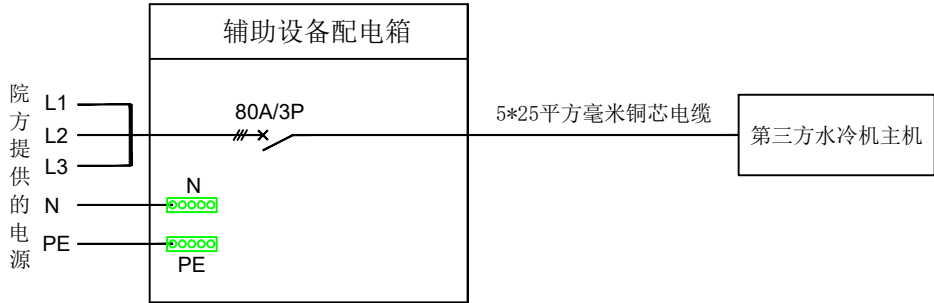 辅助设备配电箱
院方提供的电源
L1
L2
L3
N
PE
80A/3P
N
PE
5*25平方毫米铜芯电缆
第三方水冷机主机